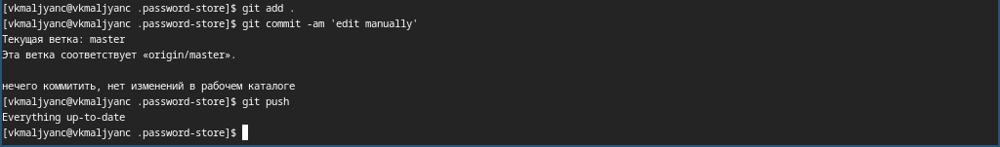 [vkmaljyanc@vkmaljyanc .password-store]$ git add .
[vkmaljyanc@vkmaljyanc .password-store]$ git commit -am 'edit manually'
Текущая ветка: master
Эта ветка соответствует «origin/master».
нечего коммитить, нет изменений в рабочем каталоге
[vkmaljyanc@vkmaljyanc .password-store]$ git push
Everything up-to-date
[vkmaljyanc@vkmaljyanc .password-store]$